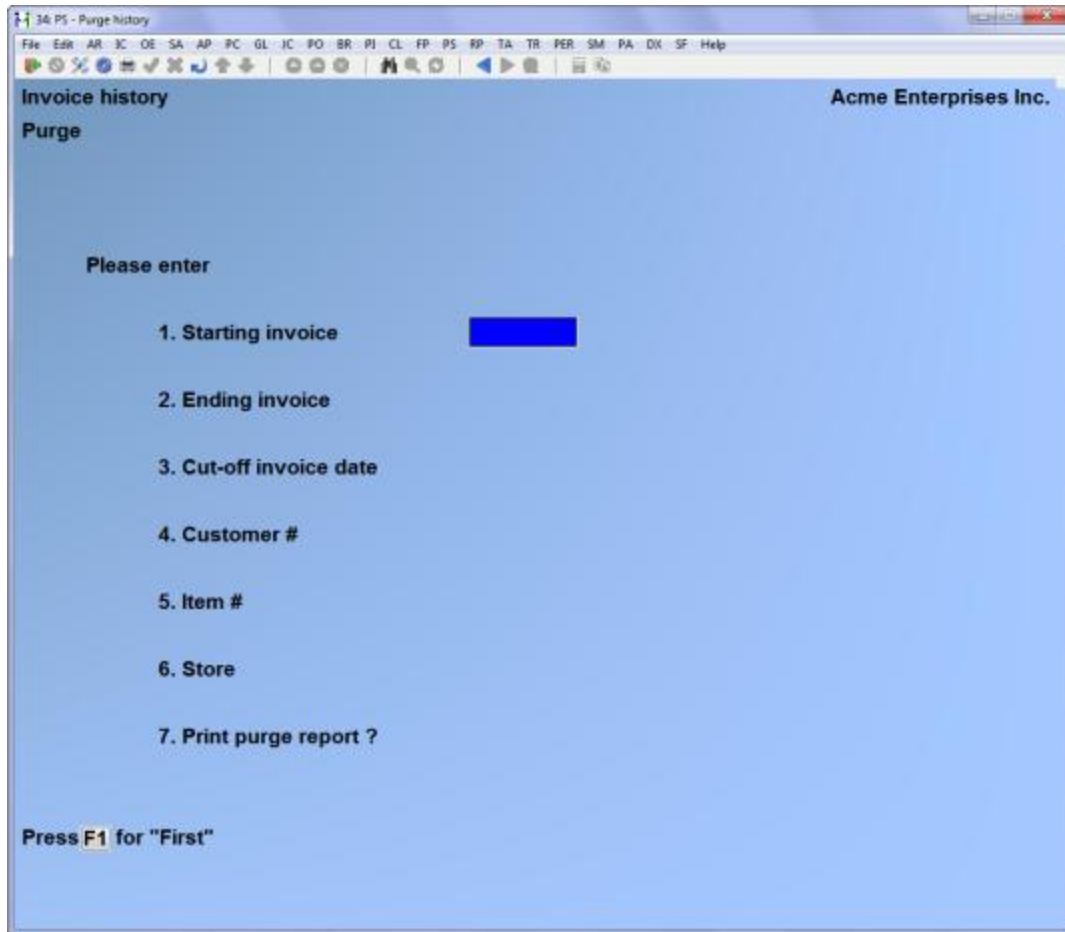 34: PS - Purge history
File Edit AR IC OE SA AP PC GL JC PO BR PI CL FP PS RP TA TR PER SM PA DX SF Help
Invoice history Acme Enterprises Inc.
Purge
Please enter
1. Starting invoice
2. Ending invoice
3. Cut-off invoice date
4. Customer #
5. Item #
6. Store
7. Print purge report ?
Press F1 for "First"